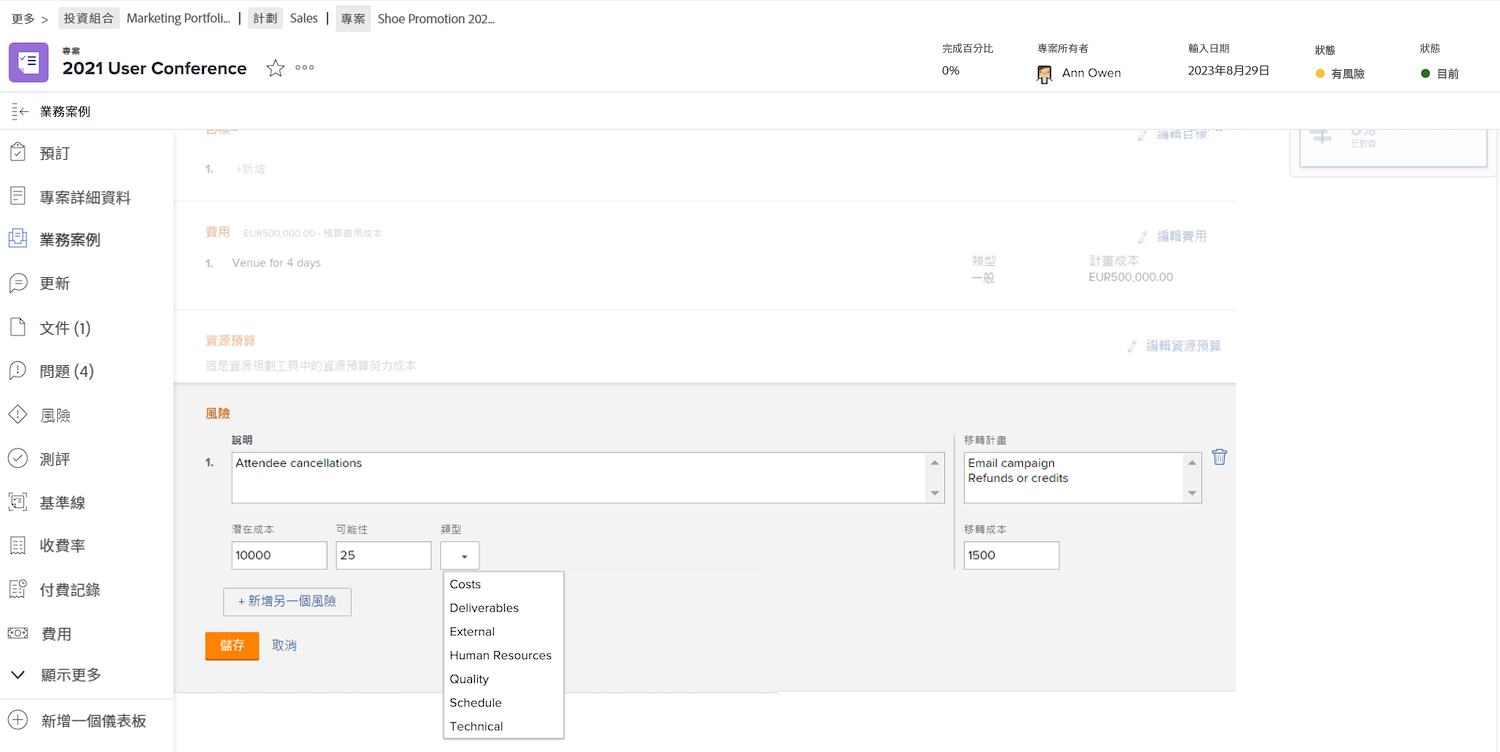 更多 > 投資組合 Marketing Portfoli... | 計劃 Sales | 專案 Shoe Promotion 202...
專案
2021 User Conference
完成百分比
0%
專案所有者
Ann Owen
輸入日期
2023年8月29日
狀態
有風險
狀態
目前
業務案例
預訂
專案詳細資料
業務案例
更新
文件 (1)
問題 (4)
風險
測評
基準線
收費率
付費記錄
費用
顯示更多
新增一個儀表板
編輯目標
1. +新增
0%
費用 EUR500,000.00 - 預算費用成本
編輯費用
1. Venue for 4 days
類型
一般
計畫成本
EUR500,000.00
資源預算
編輯資源預算
這是資源規劃工具中的資源預算勞力成本
風險
說明
1. Attendee cancellations
移轉計畫
Email campaign
Refunds or credits
潛在成本
10000
可能性
25
類型
移轉成本
1500
Costs
Deliverables
External
Human Resources
Quality
Schedule
Technical
+ 新增另一個風險
儲存 取消